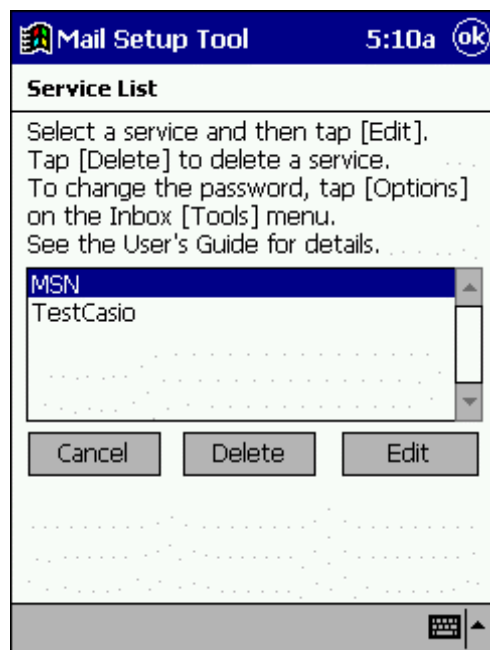 Mail Setup Tool 5:10a ok
Service List
Select a service and then tap [Edit].
Tap [Delete] to delete a service.
To change the password, tap [Options]
on the Inbox [Tools] menu.
See the User's Guide for details.
MSN
TestCasio
Cancel Delete Edit